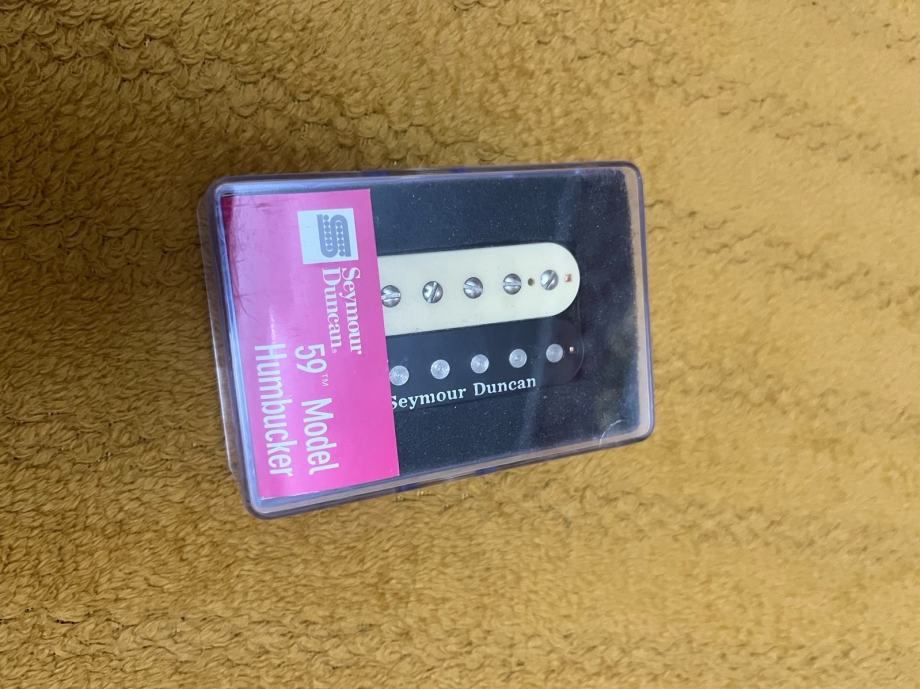 Seymour
Duncan®
59™ Model
Humbucker
Seymour Duncan